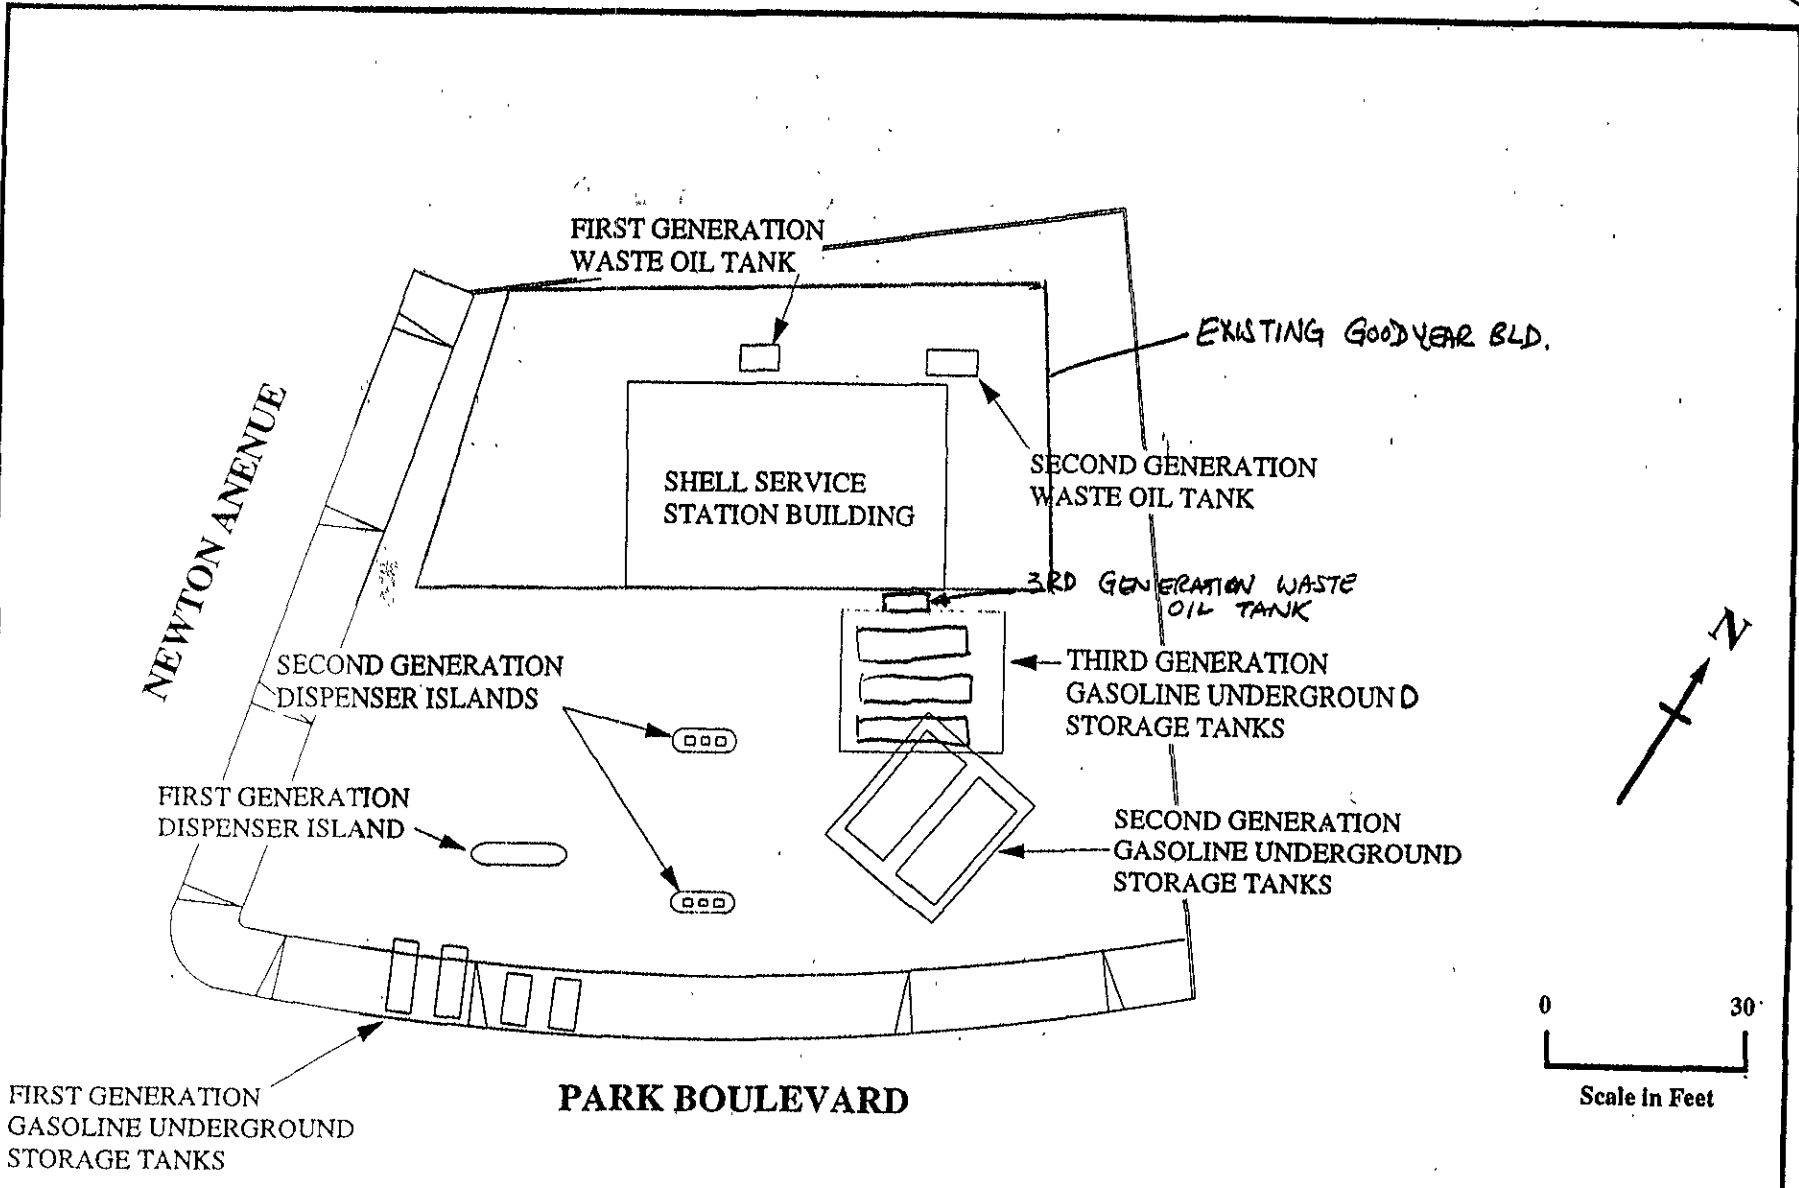 FIRST GENERATION
WASTE OIL TANK
EXISTING GOODYEAR BLD.
NEWTON ANENUE
SECOND GENERATION
WASTE OIL TANK
SHELL SERVICE
STATION BUILDING
3RD GENERATION WASTE
OIL TANK
N
SECOND GENERATION
DISPENSER ISLANDS
THIRD GENERATION
GASOLINE UNDERGROUND
STORAGE TANKS
FIRST GENERATION
DISPENSER ISLAND
SECOND GENERATION
GASOLINE UNDERGROUND
STORAGE TANKS
0 30
Scale in Feet
PARK BOULEVARD
FIRST GENERATION
GASOLINE UNDERGROUND
STORAGE TANKS